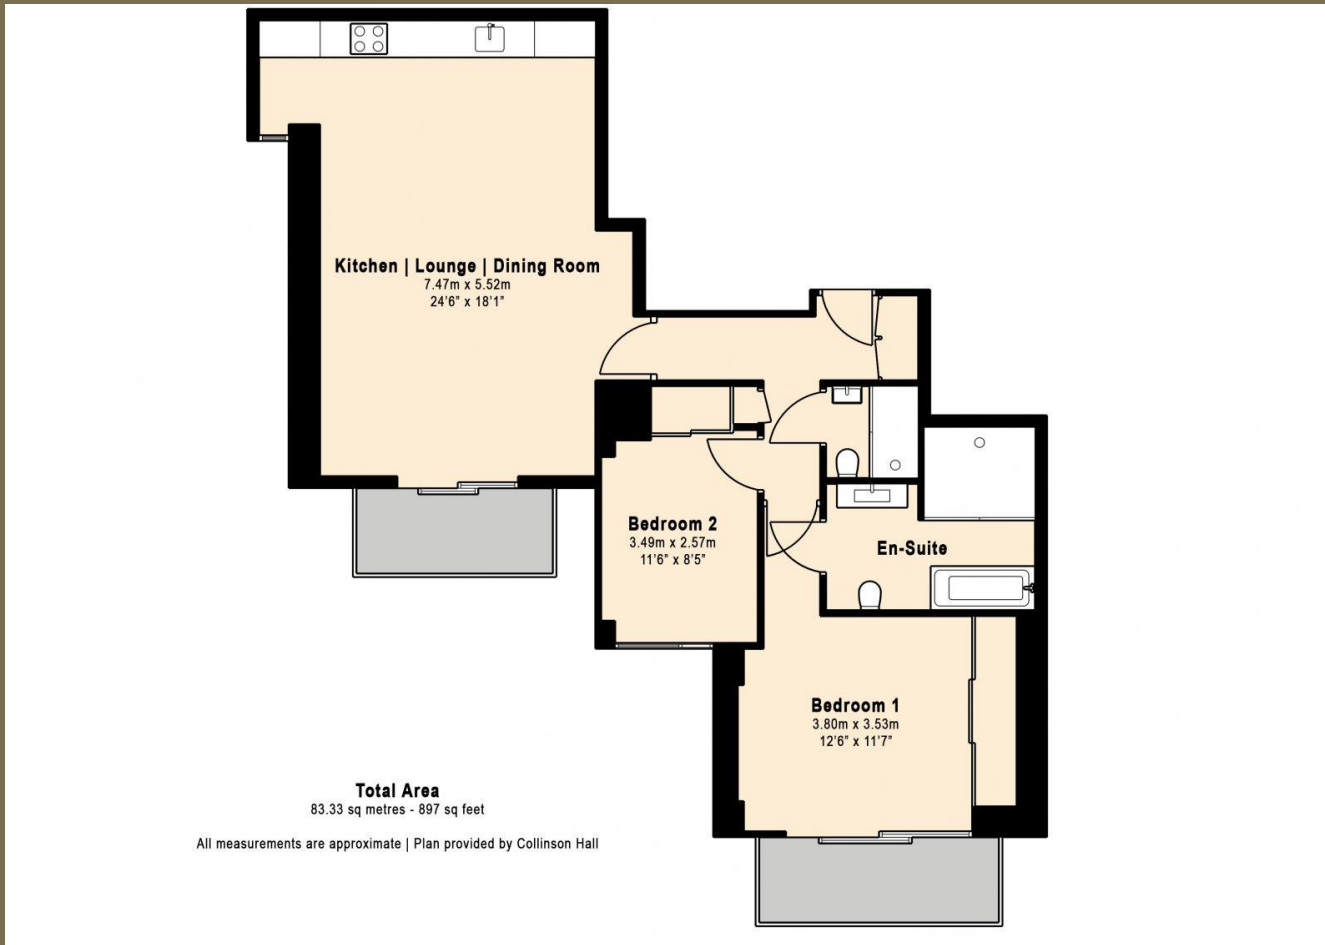 Kitchen | Lounge | Dining Room
7.47m x 5.52m
24'6" x 18'1"
Bedroom 2
3.49m x 2.57m
11'6" x 8'5"
En-Suite
Bedroom 1
3.80m x 3.53m
12'6" x 11'7"
Total Area
83.33 sq metres - 897 sq feet
All measurements are approximate | Plan provided by Collinson Hall